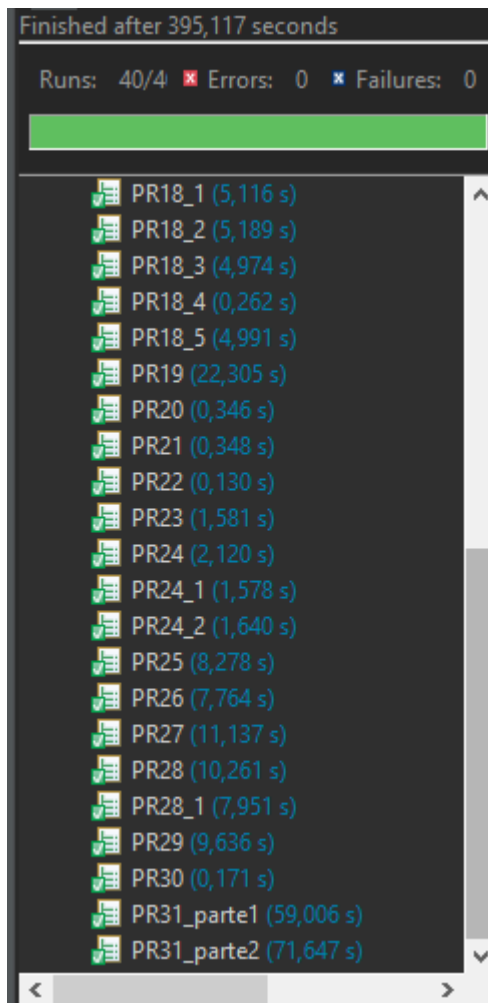 Finished after 395,117 seconds
Runs: 40/4 Errors: 0 Failures: 0
PR18_1 (5,116 s)
PR18_2 (5,189 s)
PR18_3 (4,974 s)
PR18_4 (0,262 s)
PR18_5 (4,991 s)
PR19 (22,305 s)
PR20 (0,346 s)
PR21 (0,348 s)
PR22 (0,130 s)
PR23 (1,581 s)
PR24 (2,120 s)
PR24_1 (1,578 s)
PR24_2 (1,640 s)
PR25 (8,278 s)
PR26 (7,764 s)
PR27 (11,137 s)
PR28 (10,261 s)
PR28_1 (7,951 s)
PR29 (9,636 s)
PR30 (0,171 s)
PR31_parte1 (59,006 s)
PR31_parte2 (71,647 s)